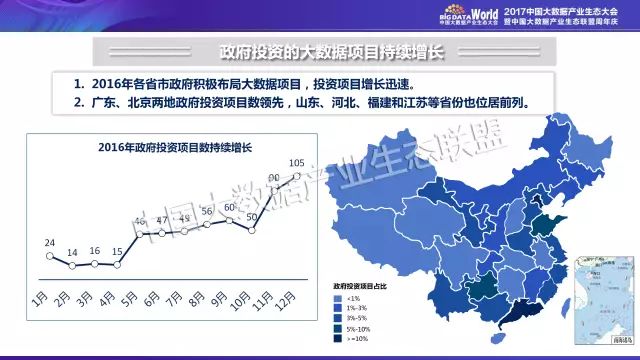 BIGDATA World
中国大数据产业生态大会
2017中国大数据产业生态大会
暨中国大数据产业生态联盟周年庆
政府投资的大数据项目持续增长
1. 2016年各省市政府积极布局大数据项目，投资项目增长迅速。
2. 广东、北京两地政府投资项目数领先，山东、河北、福建和江苏等省份也位居前列。
2016年政府投资项目数持续增长
24
14
16
15
46
47
49
56
60
50
90
105
1月
2月
3月
4月
5月
6月
7月
8月
9月
10月
11月
12月
中国大数据产业生态联盟
政府投资项目占比
<1%
1%-3%
3%-5%
5%-10%
>=10%
南海诸岛